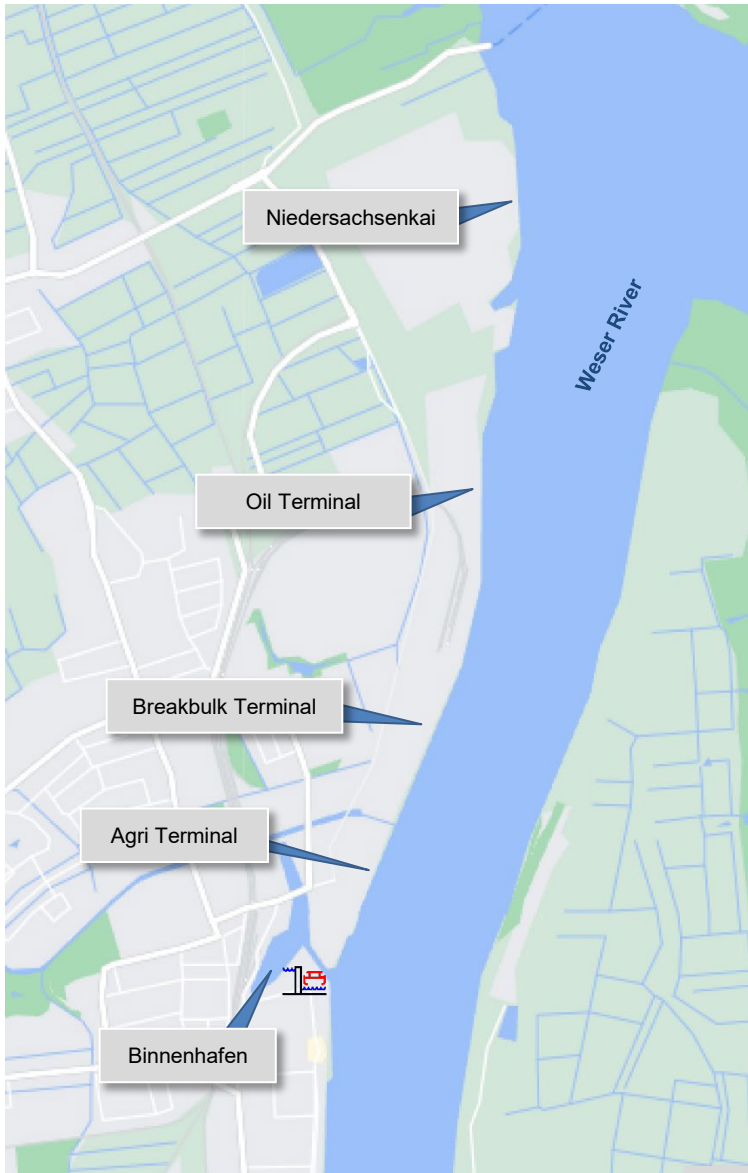 Niedersachsenkai
Weser River
Oil Terminal
Breakbulk Terminal
Agri Terminal
Binnenhafen